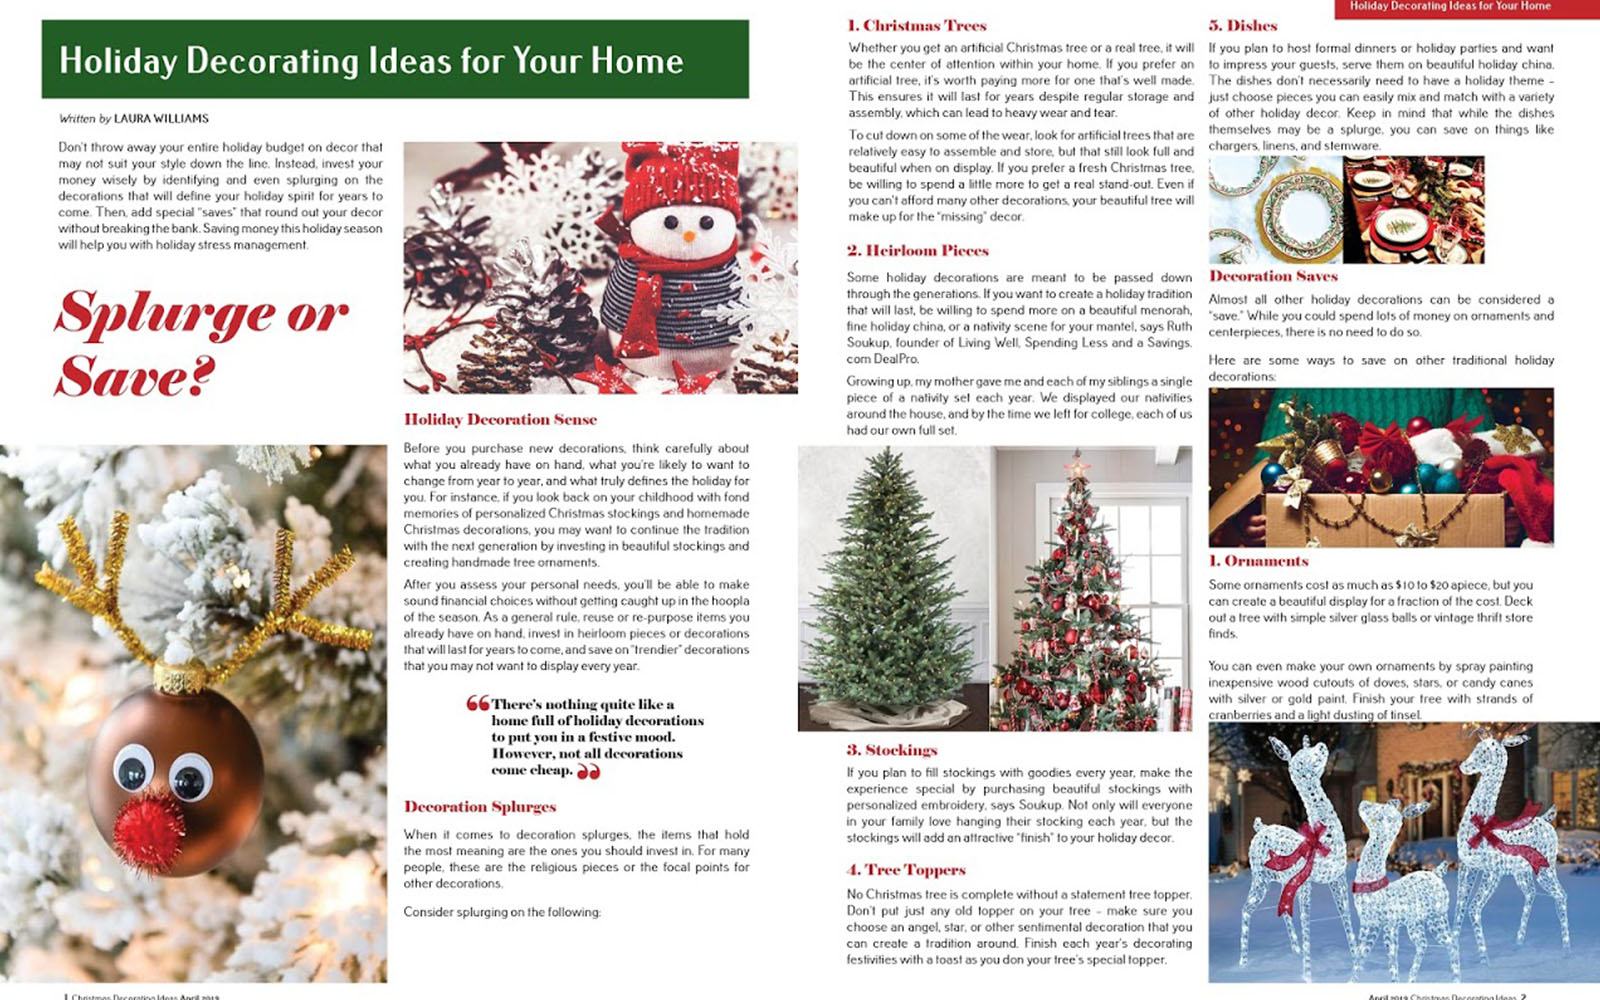 Holiday Decorating Ideas for Your Home
Written by LAURA WILLIAMS
Don't throw away your entire holiday budget on decor that
may not suit your style down the line. Instead, invest your
money wisely by identifying and even splurging on the
decorations that will define your holiday spirit for years to
come. Then, add special "saves" that round out your decor
without breaking the bank. Saving money this holiday season
will help you with holiday stress management.
Splurge or
Save?
Holiday Decoration Sense
Before you purchase new decorations, think carefully about
what you already have on hand, what you're likely to want to
change from year to year, and what truly defines the holiday for
you. For instance, if you look back on your childhood with fond
memories of personalized Christmas stockings and homemade
Christmas decorations, you may want to continue the tradition
with the next generation by investing in beautiful stockings and
creating handmade tree ornaments.
After you assess your personal needs, you'll be able to make
sound financial choices without getting caught up in the hoopla
of the season. As a general rule, reuse or re-purpose items you
already have on hand, invest in heirloom pieces or decorations
that will last for years to come, and save on "trendier" decorations
that you may not want to display every year.
“There's nothing quite like a
home full of holiday decorations
to put you in a festive mood.
However, not all decorations
come cheap.”
Decoration Splurges
When it comes to decoration splurges, the items that hold
the most meaning are the ones you should invest in. For many
people, these are the religious pieces or the focal points for
other decorations.
Consider splurging on the following:
1 Christmas Decorating Ideas April 2019
1. Christmas Trees
Whether you get an artificial Christmas tree or a real tree, it will
be the center of attention within your home. If you prefer an
artificial tree, it's worth paying more for one that's well made.
This ensures it will last for years despite regular storage and
assembly, which can lead to heavy wear and tear.
To cut down on some of the wear, look for artificial trees that are
relatively easy to assemble and store, but that still look full and
beautiful when on display. If you prefer a fresh Christmas tree,
be willing to spend a little more to get a real stand-out. Even if
you can't afford many other decorations, your beautiful tree will
make up for the "missing" decor.
2. Heirloom Pieces
Some holiday decorations are meant to be passed down
through the generations. If you want to create a holiday tradition
that will last, be willing to spend more on a beautiful menorah,
fine holiday china, or a nativity scene for your mantel, says Ruth
Soukup, founder of Living Well, Spending Less and a Savings.
com DealPro.
Growing up, my mother gave me and each of my siblings a single
piece of a nativity set each year. We displayed our nativities
around the house, and by the time we left for college, each of us
had our own full set.
3. Stockings
If you plan to fill stockings with goodies every year, make the
experience special by purchasing beautiful stockings with
personalized embroidery, says Soukup. Not only will everyone
in your family love hanging their stocking each year, but the
stockings will add an attractive "finish" to your holiday decor.
4. Tree Toppers
No Christmas tree is complete without a statement tree topper.
Don't put just any old topper on your tree – make sure you
choose an angel, star, or other sentimental decoration that you
can create a tradition around. Finish each year's decorating
festivities with a toast as you don your tree's special topper.
Holiday Decorating Ideas for Your Home
5. Dishes
If you plan to host formal dinners or holiday parties and want
to impress your guests, serve them on beautiful holiday china.
The dishes don't necessarily need to have a holiday theme –
just choose pieces you can easily mix and match with a variety
of other holiday decor. Keep in mind that while the dishes
themselves may be a splurge, you can save on things like
chargers, linens, and stemware.
Decoration Saves
Almost all other holiday decorations can be considered a
"save." While you could spend lots of money on ornaments and
centerpieces, there is no need to do so.
Here are some ways to save on other traditional holiday
decorations:
1. Ornaments
Some ornaments cost as much as $10 to $20 apiece, but you
can create a beautiful display for a fraction of the cost. Deck
out a tree with simple silver glass balls or vintage thrift store
finds.
You can even make your own ornaments by spray painting
inexpensive wood cutouts of doves, stars, or candy canes
with silver or gold paint. Finish your tree with strands of
cranberries and a light dusting of tinsel.
April 2019 Christmas Decorating Ideas 2